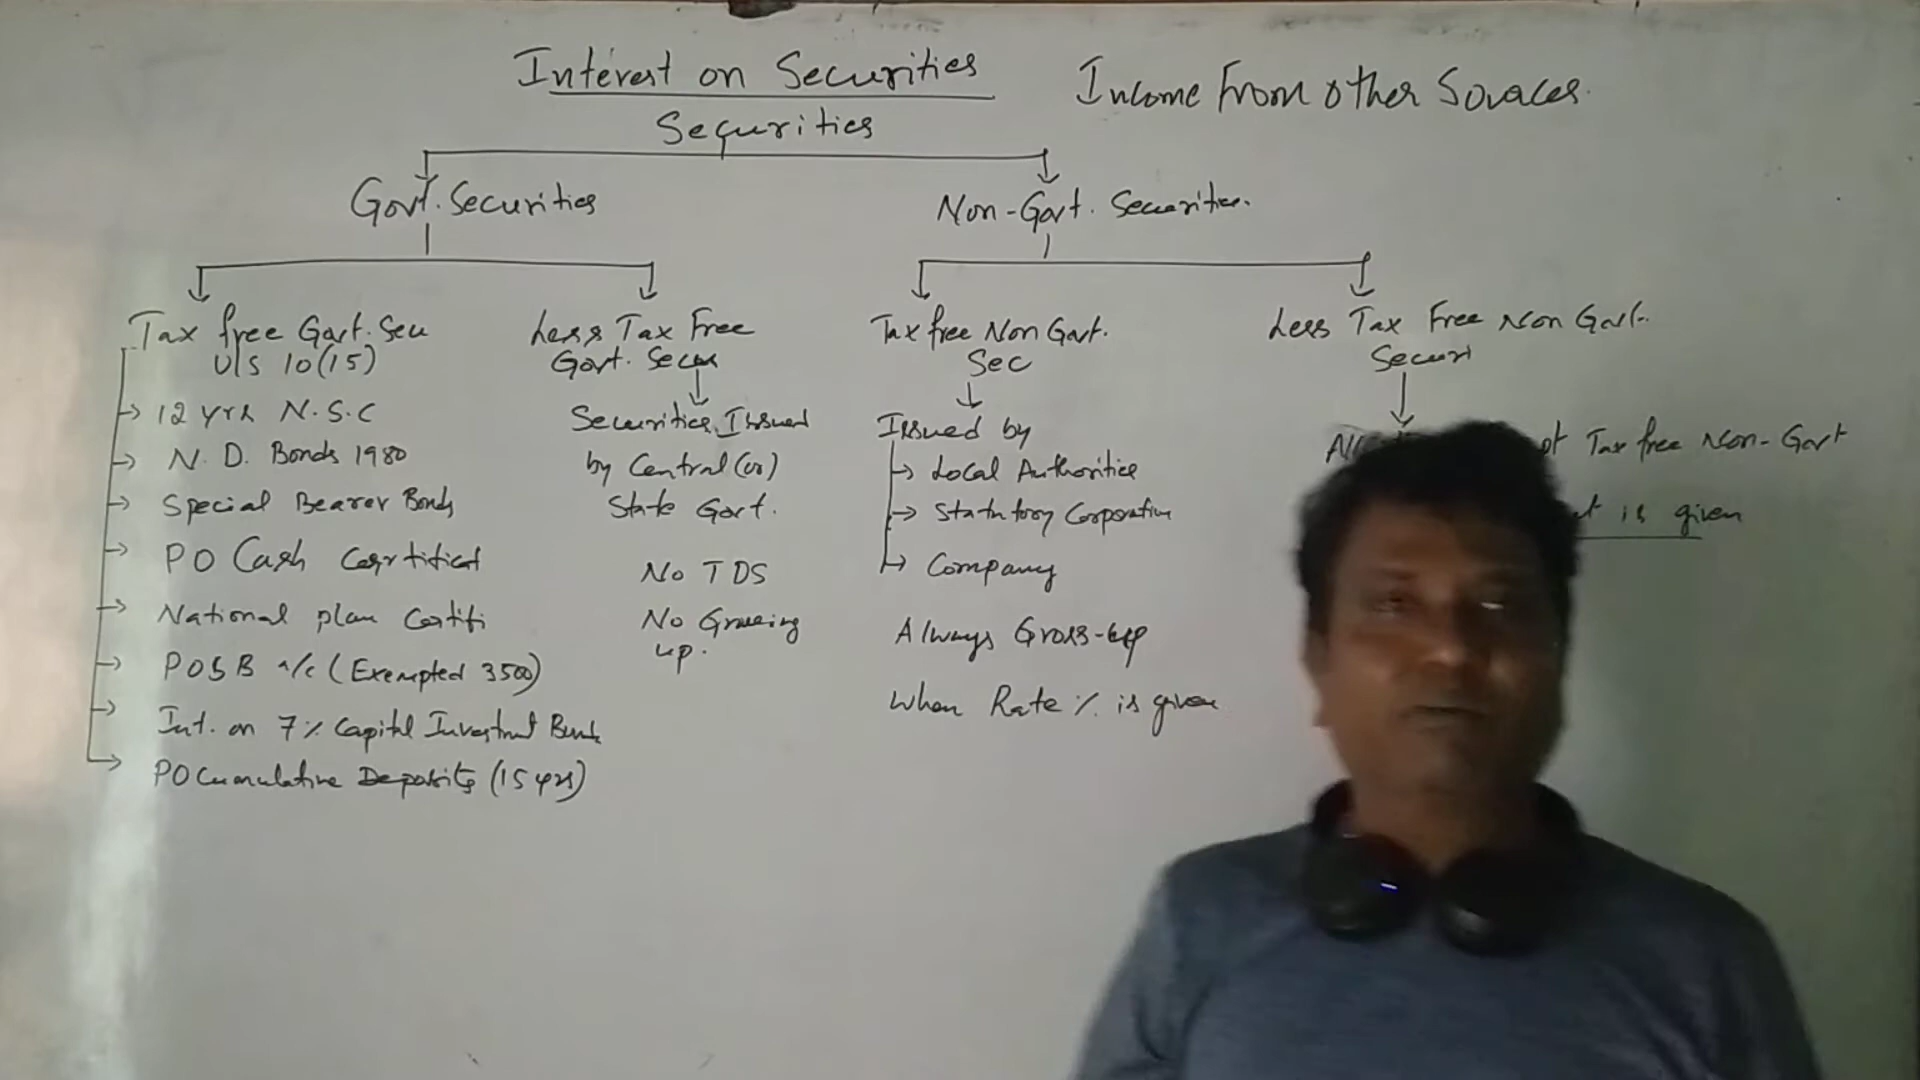 Interest on Securities
Income From other Sources.
Securities
Govt. Securities
Non-Govt. Securities.
Tax free Govt. Sec
U/S 10(15)
→ 12 yrs N.S.C
→ N. D. Bonds 1980
→ Special Bearer Bonds
→ PO Cash Certificat
→ National plan Certifi
→ POSB a/c (Exempted 3500)
→ Int. on 7% Capital Investment Bonds
→ PO Cumulative Deposits (15 yrs)
Less Tax Free
Govt. Secur
Securities Issued
by Central (or)
State Govt.
No TDS
No Grossing
up.
Tax free Non Govt.
Sec
Issued by
→ Local Authorities
→ Statutory Corporation
→ Company
Always Gross-up
When Rate % is given
Less Tax Free Non Govt.
Securi
Tax free Non-Govt
is given